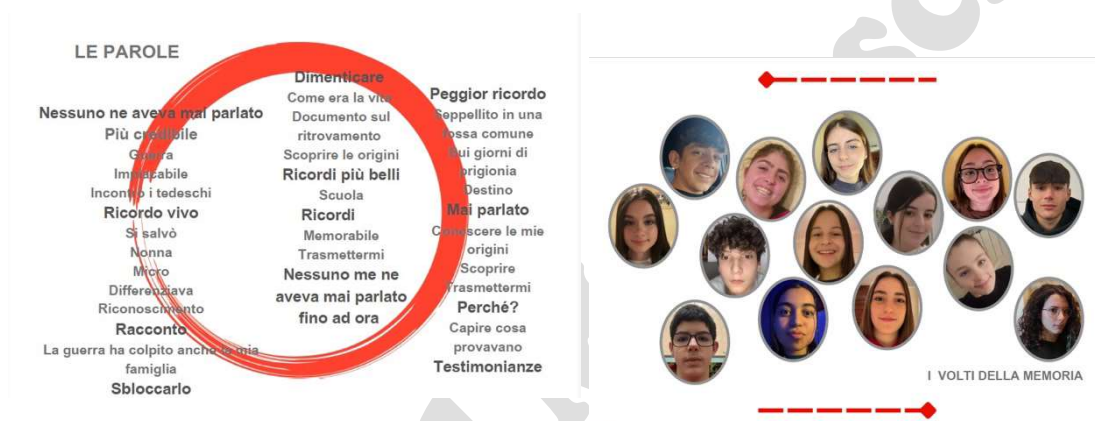 LE PAROLE
Nessuno ne aveva mai parlato
Più credibile
Guerra
Implacabile
Incontro i tedeschi
Ricordo vivo
Si salvò
Nonna
Micro
Differenziava
Riconoscimento
Racconto
La guerra ha colpito anche la mia
famiglia
Sbloccarlo
Dimenticare
Come era la vita
Documento sul
ritrovamento
Scoprire le origini
Ricordi più belli
Scuola
Ricordi
Memorabile
Trasmettermi
Nessuno me ne
aveva mai parlato
fino ad ora
Peggior ricordo
Seppellito in una
fossa comune
Bui giorni di
prigionia
Destino
Mai parlato
Conoscere le mie
origini
Scoprire
Trasmettermi
Perché?
Capire cosa
provavano
Testimonianze
I VOLTI DELLA MEMORIA